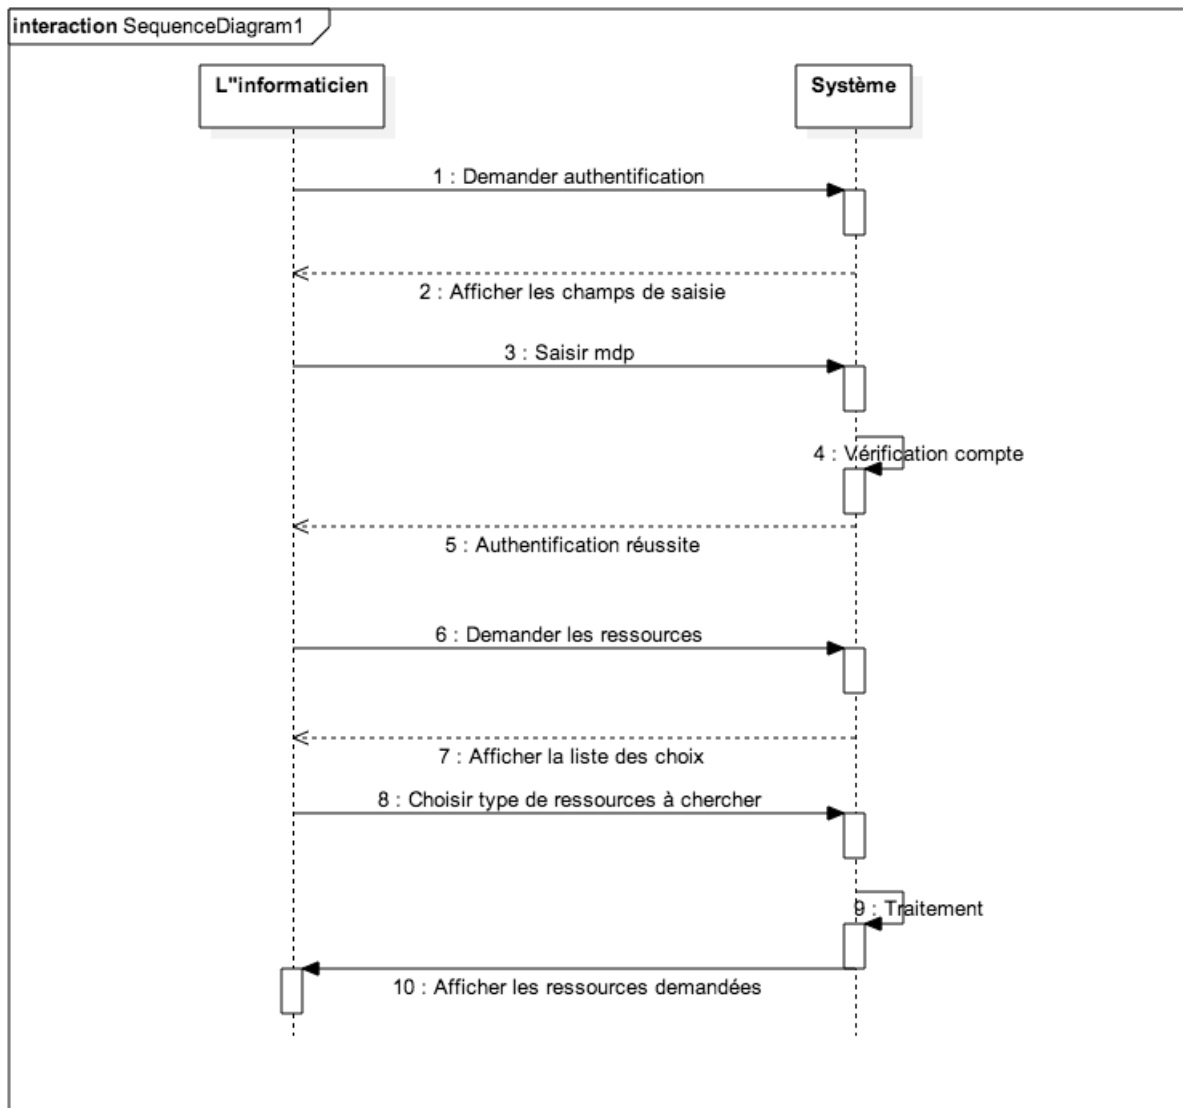 interaction SequenceDiagram1
L"informaticien
Système
1 : Demander authentification
2 : Afficher les champs de saisie
3 : Saisir mdp
4 : Vérification compte
5 : Authentification réussite
6 : Demander les ressources
7 : Afficher la liste des choix
8 : Choisir type de ressources à chercher
9 : Traitement
10 : Afficher les ressources demandées